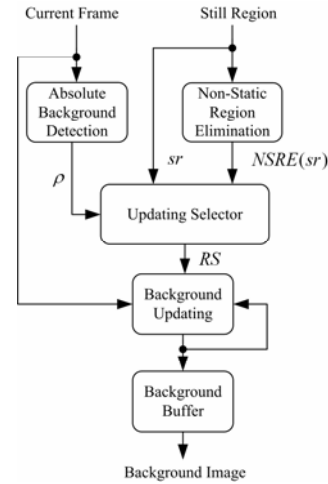 Current Frame
Still Region
Absolute
Background
Detection
Non-Static
Region
Elimination
ρ
sr
NSRE(sr)
Updating Selector
RS
Background
Updating
Background
Buffer
Background Image